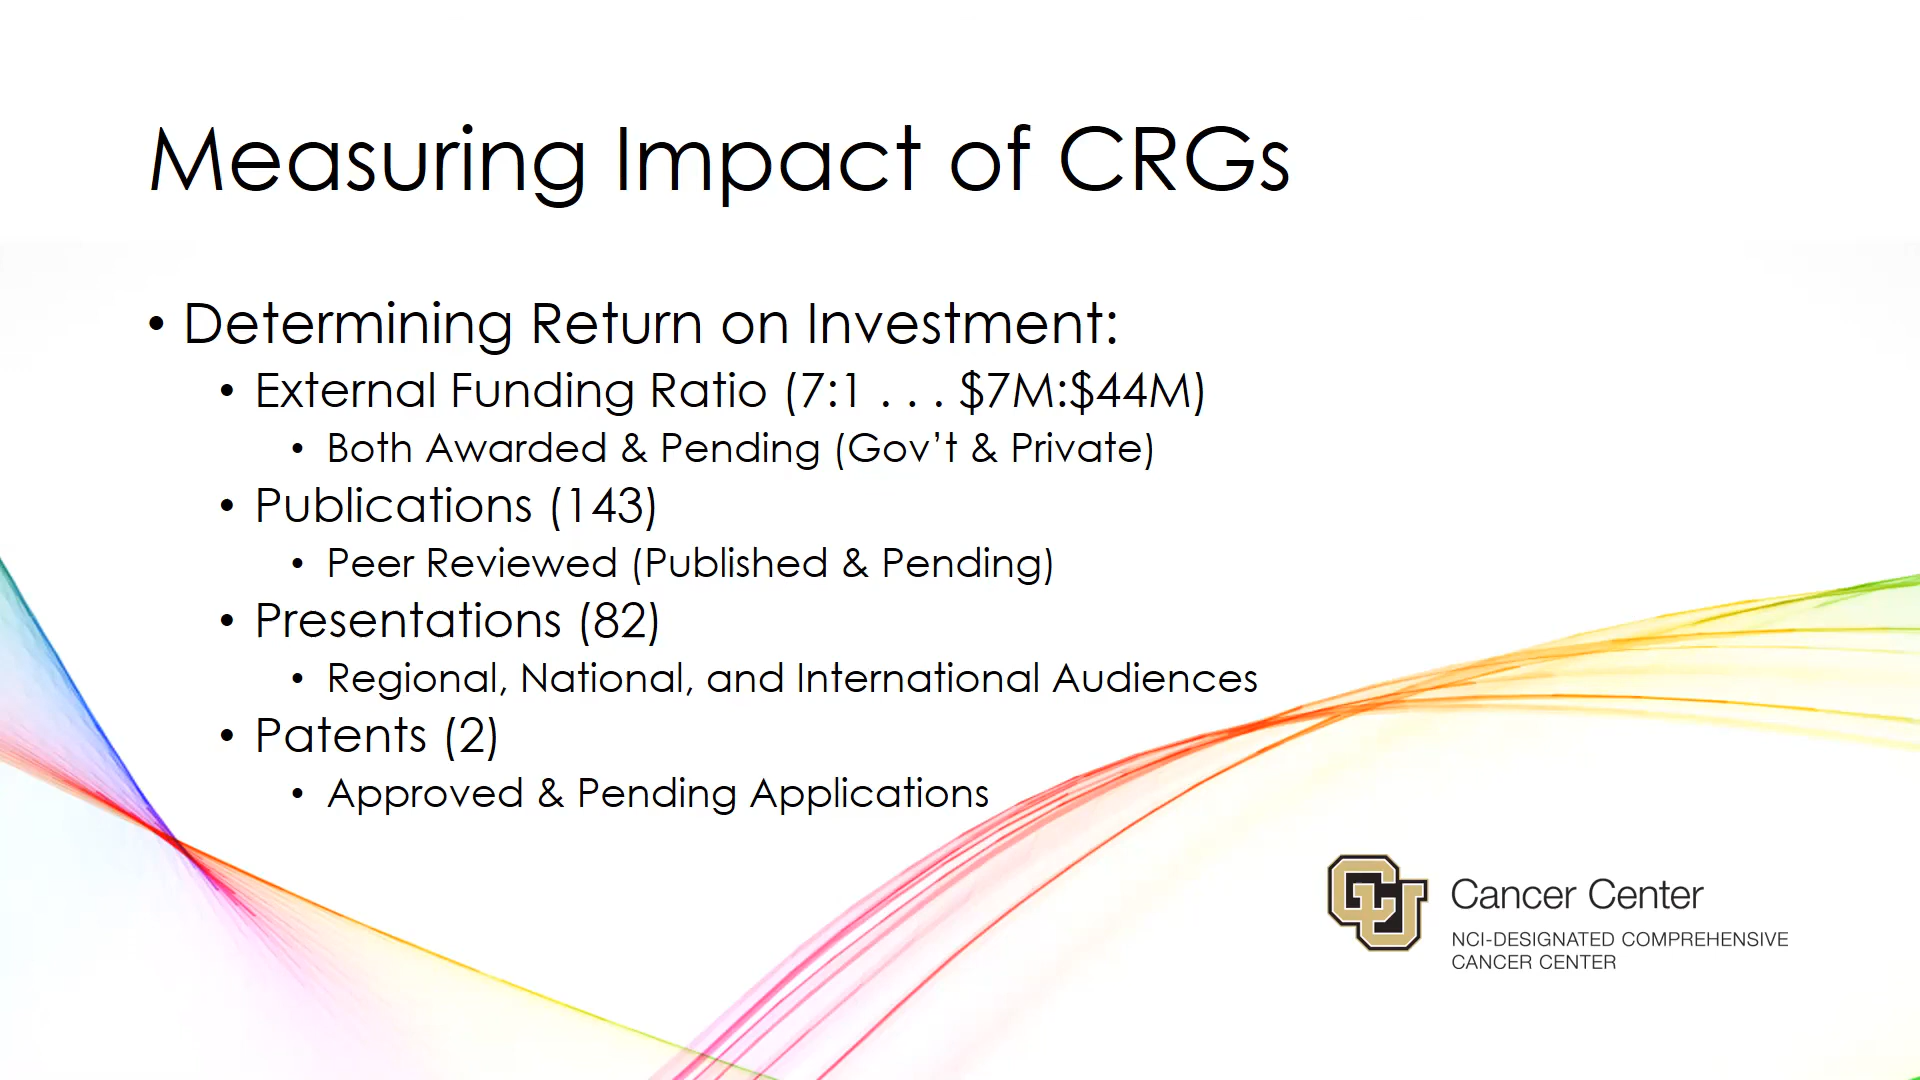 Measuring Impact of CRGs
• Determining Return on Investment:
• External Funding Ratio (7:1 . . . $7M:$44M)
• Both Awarded & Pending (Gov’t & Private)
• Publications (143)
• Peer Reviewed (Published & Pending)
• Presentations (82)
• Regional, National, and International Audiences
• Patents (2)
• Approved & Pending Applications
CU
Cancer Center
NCI-DESIGNATED COMPREHENSIVE
CANCER CENTER